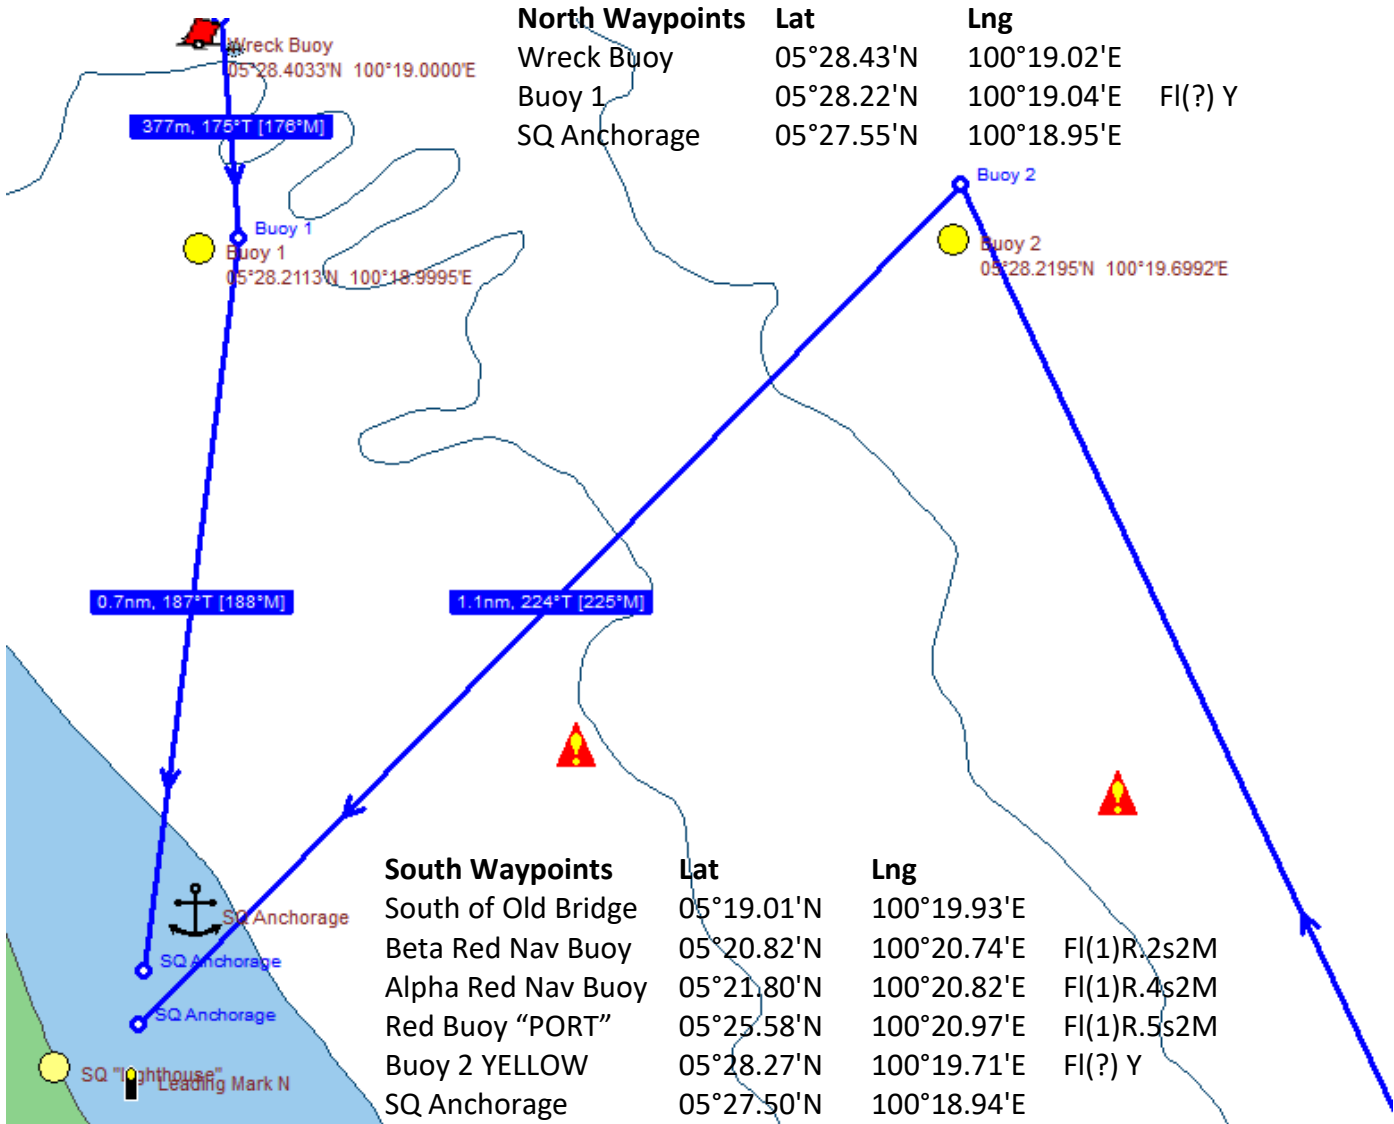 North Waypoints Lat Lng
Wreck Buoy 05°28.43'N 100°19.02'E
Buoy 1 05°28.22'N 100°19.04'E Fl(?) Y
SQ Anchorage 05°27.55'N 100°18.95'E
Wreck Buoy
05°28.4033'N 100°19.0000'E
377m, 175°T [176°M]
Buoy 2
Buoy 1
Buoy 1
05°28.2113'N 100°18.9995'E
Buoy 2
05°28.2195'N 100°19.6992'E
0.7nm, 187°T [188°M]
1.1nm, 224°T [225°M]
South Waypoints Lat Lng
South of Old Bridge 05°19.01'N 100°19.93'E
Beta Red Nav Buoy 05°20.82'N 100°20.74'E Fl(1)R.2s2M
Alpha Red Nav Buoy 05°21.80'N 100°20.82'E Fl(1)R.4s2M
Red Buoy “PORT” 05°25.58'N 100°20.97'E Fl(1)R.5s2M
Buoy 2 YELLOW 05°28.27'N 100°19.71'E Fl(?) Y
SQ Anchorage 05°27.50'N 100°18.94'E
SQ Anchorage
SQ Anchorage
SQ Anchorage
SQ "lighthouse"
Leading Mark N